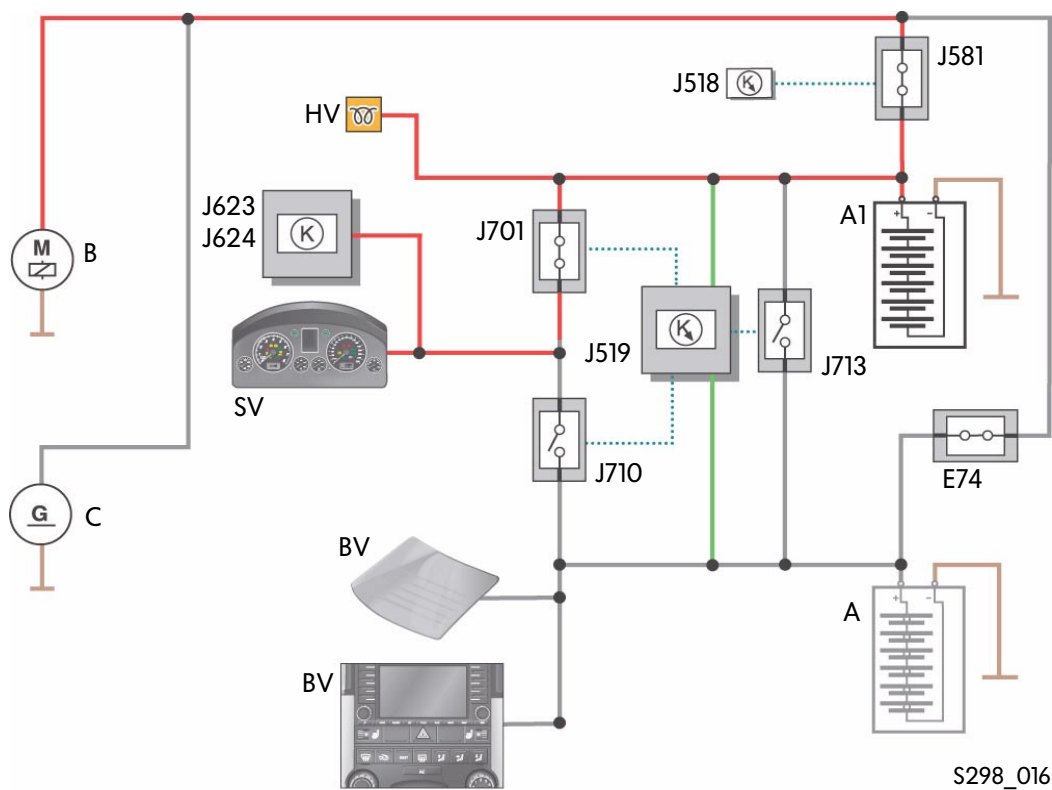 J581
J518
HV
J623
J624
K
J701
A1
+ −
M
B
K
K
J519
J713
SV
J710
E74
G
C
BV
A
+ −
BV
S298_016